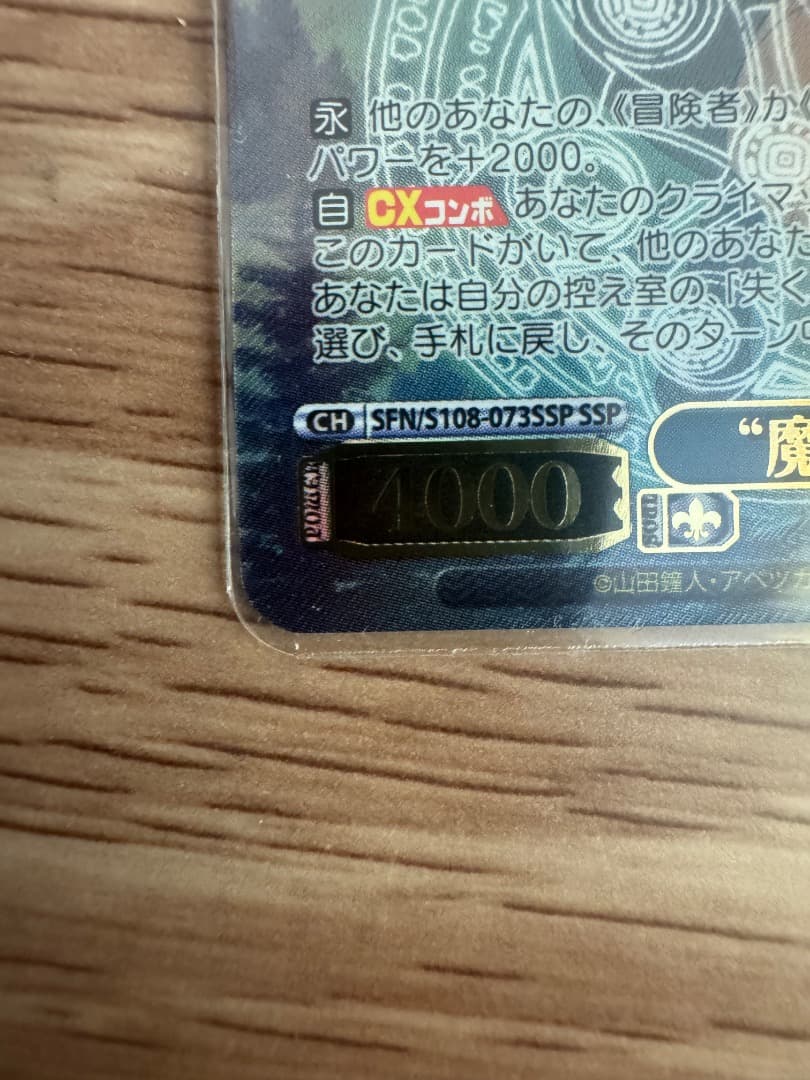 永 他のあなたの、《冒険者》か
パワーを+2000。
自 CXコンボ あなたのクライマ
このカードがいて、他のあなた
あなたは自分の控え室の、「失く
選び、手札に戻し、そのターン
CH SFN/S108-073SSP SSP
“魔
POWER 4000
SOUL
©山田鐘人・アベツカ